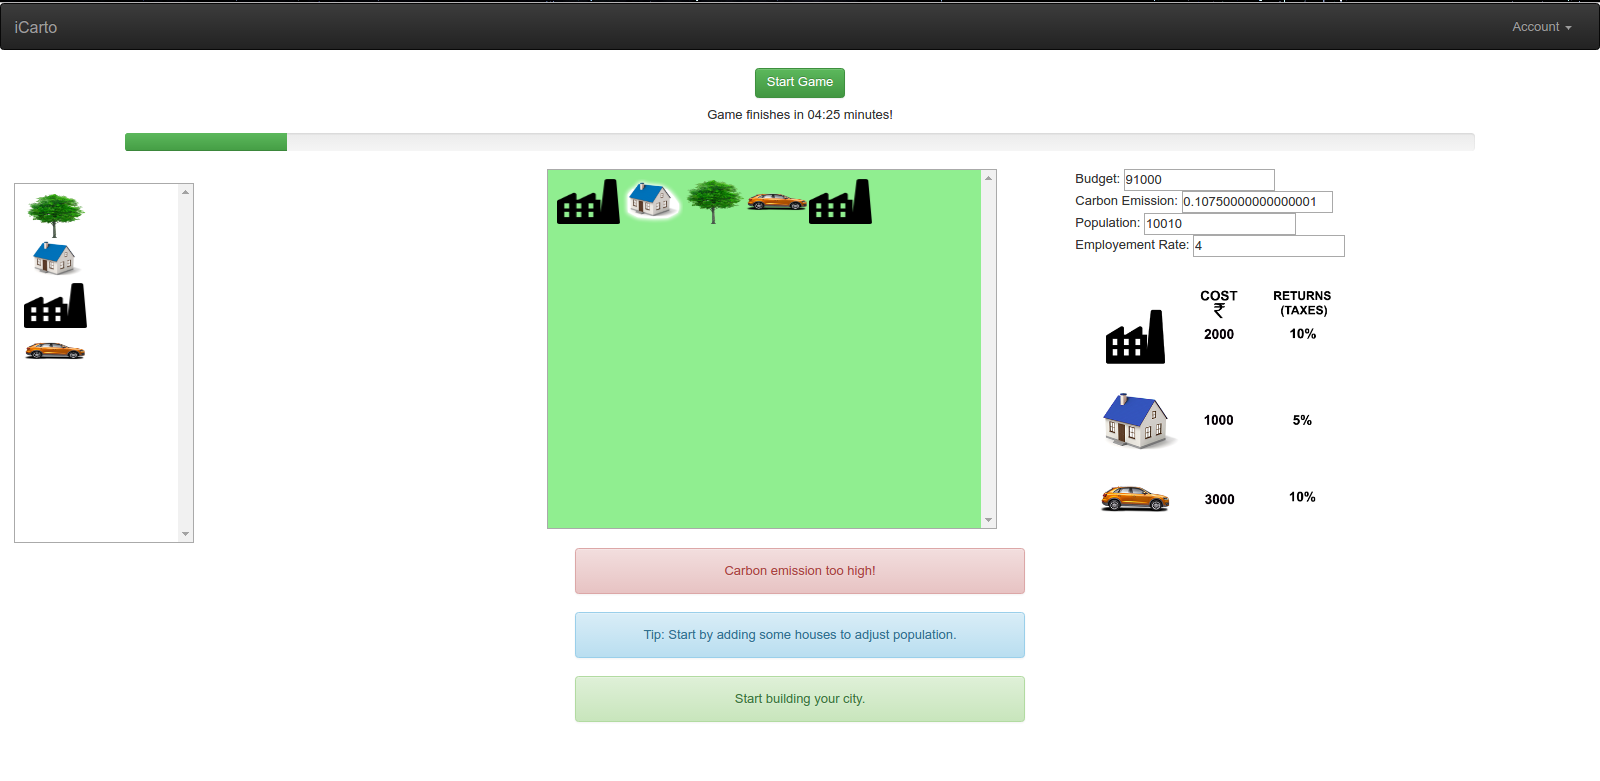 iCarto
Account
Start Game
Game finishes in 04:25 minutes!
Budget: 91000
Carbon Emission: 0.10750000000000001
Population: 10010
Employement Rate: 4
COST RETURNS
₹ (TAXES)
2000 10%
1000 5%
3000 10%
Carbon emission too high!
Tip: Start by adding some houses to adjust population.
Start building your city.